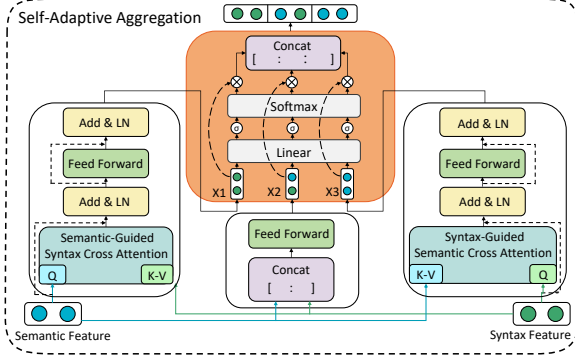 Self-Adaptive Aggregation
Concat
[ : : ]
Softmax
σ σ σ
Linear
X1 X2 X3
Add & LN
Feed Forward
Add & LN
Semantic-Guided
Syntax Cross Attention
Q K-V
Feed Forward
Concat
[ : ]
Add & LN
Feed Forward
Add & LN
Syntax-Guided
Semantic Cross Attention
K-V Q
Semantic Feature
Syntax Feature